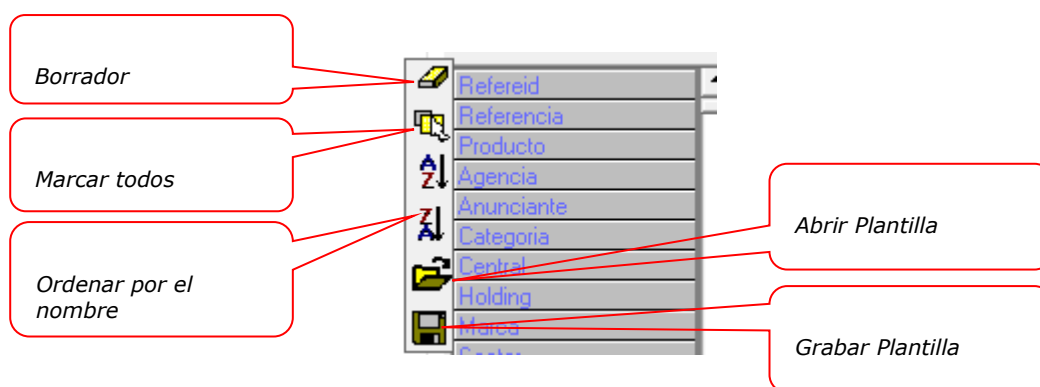 Borrador
Marcar todos
Ordenar por el
nombre
Refereid
Referencia
Producto
Agencia
Anunciante
Categoria
Central
Holding
Marca
Sector
Abrir Plantilla
Grabar Plantilla